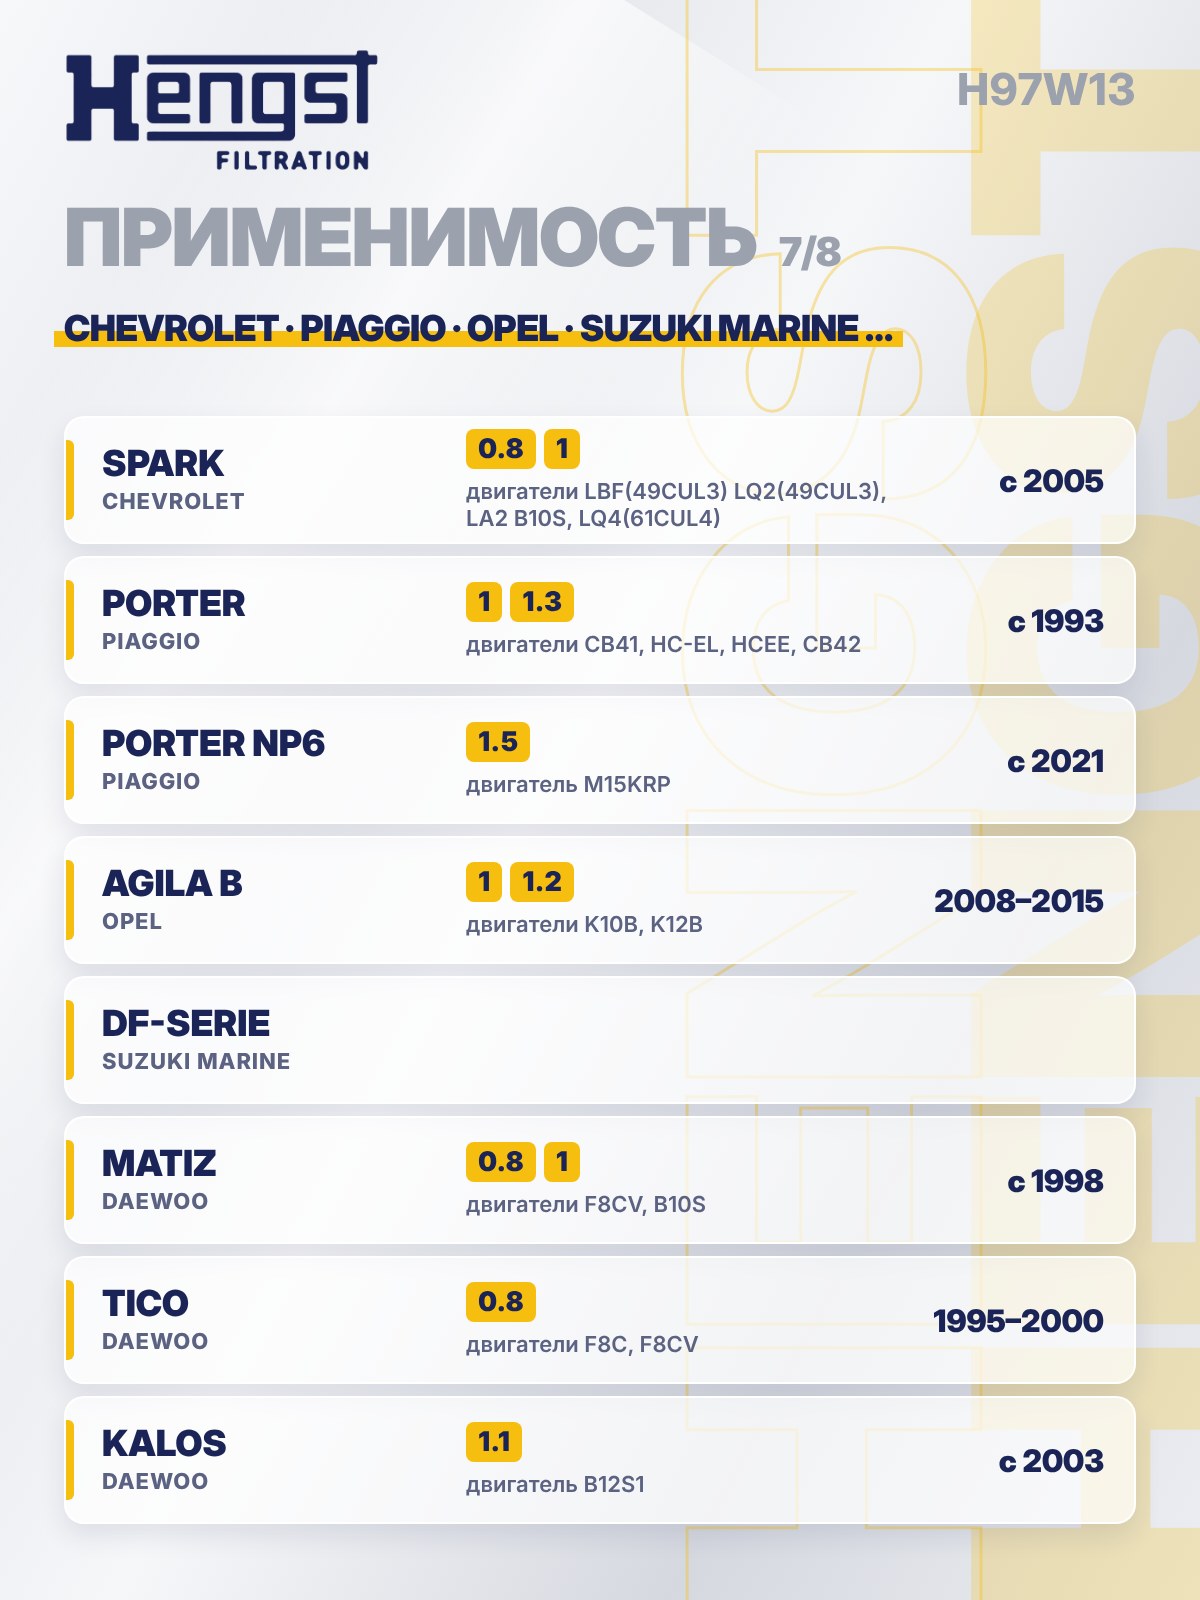 Hengst
FILTRATION
H97W13
ПРИМЕНИМОСТЬ 7/8
CHEVROLET · PIAGGIO · OPEL · SUZUKI MARINE ...
SPARK
CHEVROLET
0.8 1
двигатели LBF(49CUL3) LQ2(49CUL3),
LA2 B10S, LQ4(61CUL4)
с 2005
PORTER
PIAGGIO
1 1.3
двигатели CB41, HC-EL, HCEE, CB42
с 1993
PORTER NP6
PIAGGIO
1.5
двигатель M15KRP
с 2021
AGILA B
OPEL
1 1.2
двигатели K10B, K12B
2008–2015
DF-SERIE
SUZUKI MARINE
MATIZ
DAEWOO
0.8 1
двигатели F8CV, B10S
с 1998
TICO
DAEWOO
0.8
двигатели F8C, F8CV
1995–2000
KALOS
DAEWOO
1.1
двигатель B12S1
с 2003
HENGST
HENGST